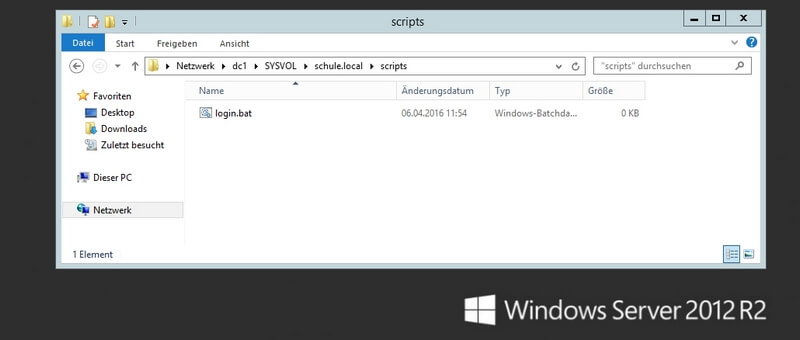 scripts
Datei Start Freigeben Ansicht
Netzwerk dc1 SYSVOL schule.local scripts "scripts" durchsuchen
Favoriten
Desktop
Downloads
Zuletzt besucht
Dieser PC
Netzwerk
Name Änderungsdatum Typ Größe
login.bat 06.04.2016 11:54 Windows-Batchda... 0 KB
1 Element
Windows Server 2012 R2